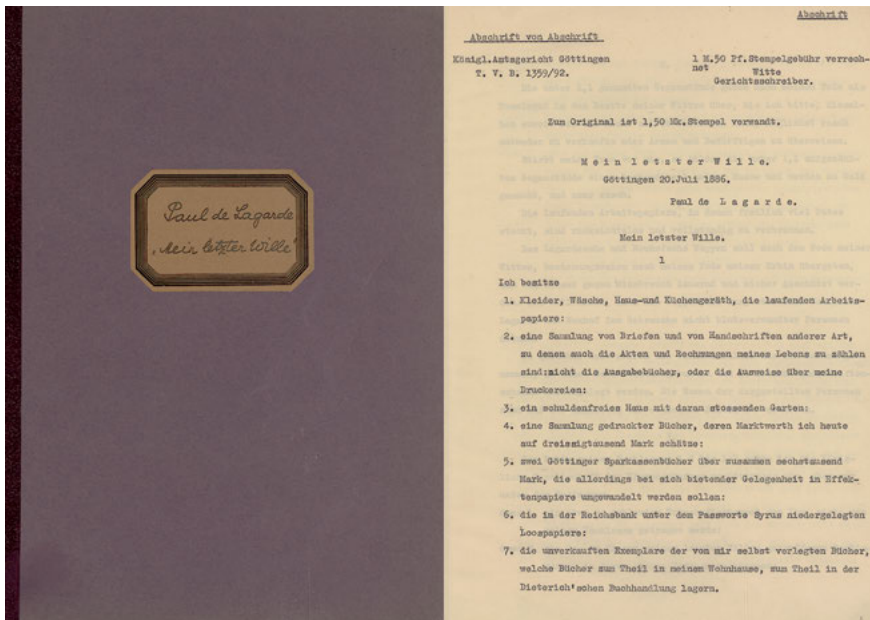 Paul de Lagarde
„Mein letzter Wille"
Abschrift
Abschrift von Abschrift
Königl.Amtsgericht Göttingen
T. V. B. 1359/92.
1 M.50 Pf.Stempelgebühr verrech-
net
Witte
Gerichtsschreiber.
Zum Original ist 1,50 Mk.Stempel verwandt.
Mein letzter Wille.
Göttingen 20.Juli 1886.
Paul de Lagarde.
Mein letzter Wille.
1
Ich besitze
1. Kleider, Wäsche, Haus-und Küchengeräth, die laufenden Arbeits-
papiere:
2. eine Sammlung von Briefen und von Handschriften anderer Art,
zu denen auch die Akten und Rechnungen meines Lebens zu zählen
sind:nicht die Ausgabebücher, oder die Ausweise über meine
Druckereien:
3. ein schuldenfreies Haus mit daran stossenden Garten:
4. eine Sammlung gedruckter Bücher, deren Marktwerth ich heute
auf dreissigtausend Mark schätze:
5. zwei Göttinger Sparkassenbücher über zusammen sechstausend
Mark, die allerdings bei sich bietender Gelegenheit in Effek-
tenpapiere umgewandelt werden sollen:
6. die in der Reichsbank unter dem Passworte Syrus niedergelegten
Loospapiere:
7. die unverkauften Exemplare der von mir selbst verlegten Bücher,
welche Bücher zum Theil in meinem Wohnhause, zum Theil in der
Dieterich'schen Buchhandlung lagern.